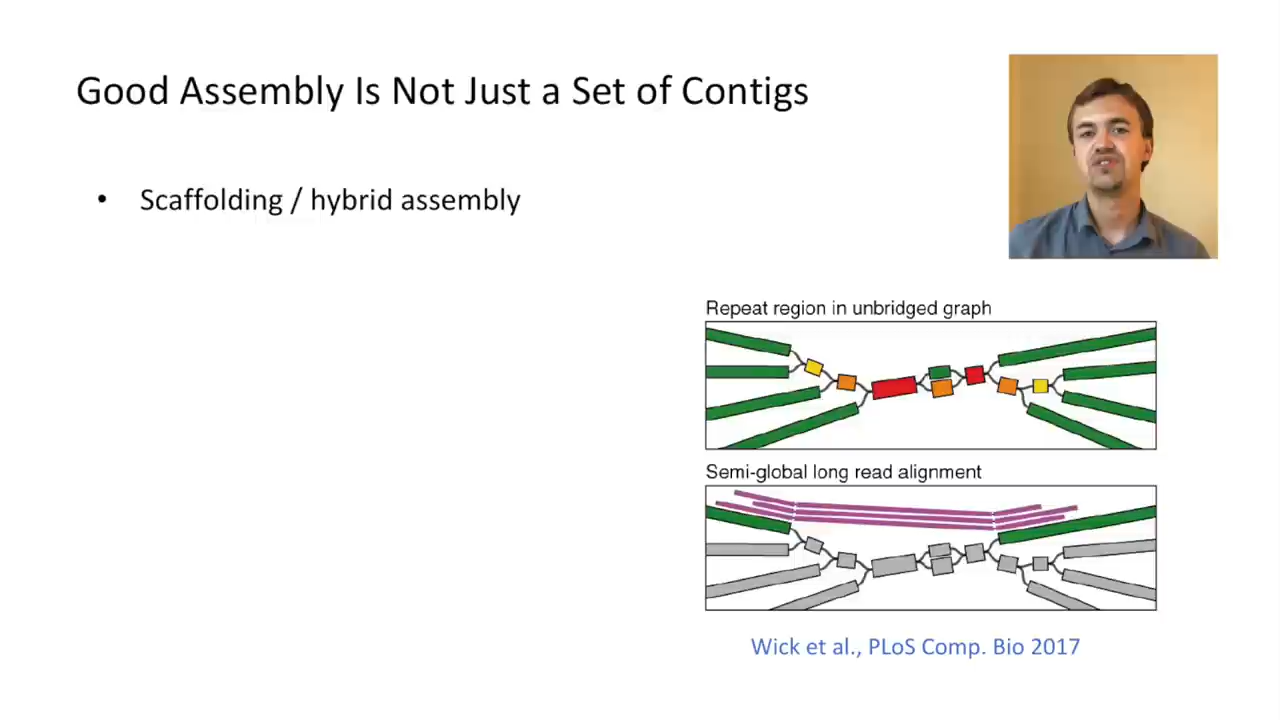 Good Assembly Is Not Just a Set of Contigs
• Scaffolding / hybrid assembly
Repeat region in unbridged graph
Semi-global long read alignment
Wick et al., PLoS Comp. Bio 2017